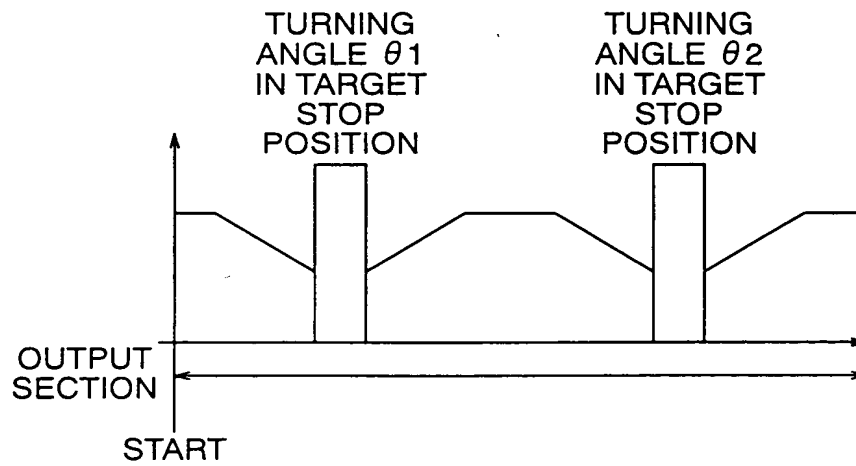 TURNING
ANGLE θ1
IN TARGET
STOP
POSITION
TURNING
ANGLE θ2
IN TARGET
STOP
POSITION
OUTPUT
SECTION
START